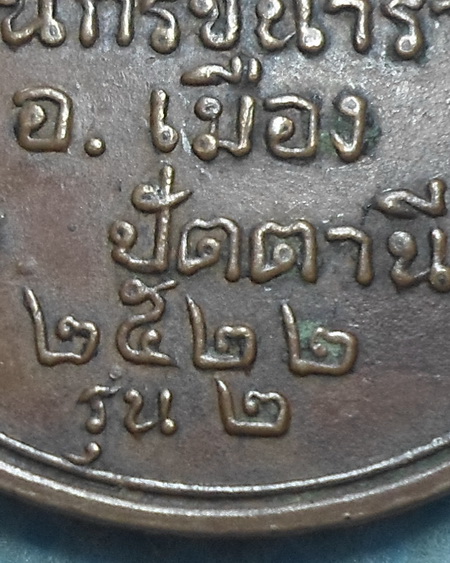 อ. เมือง
ปัตตานี
๒๕๒๒
รุ่น ๒